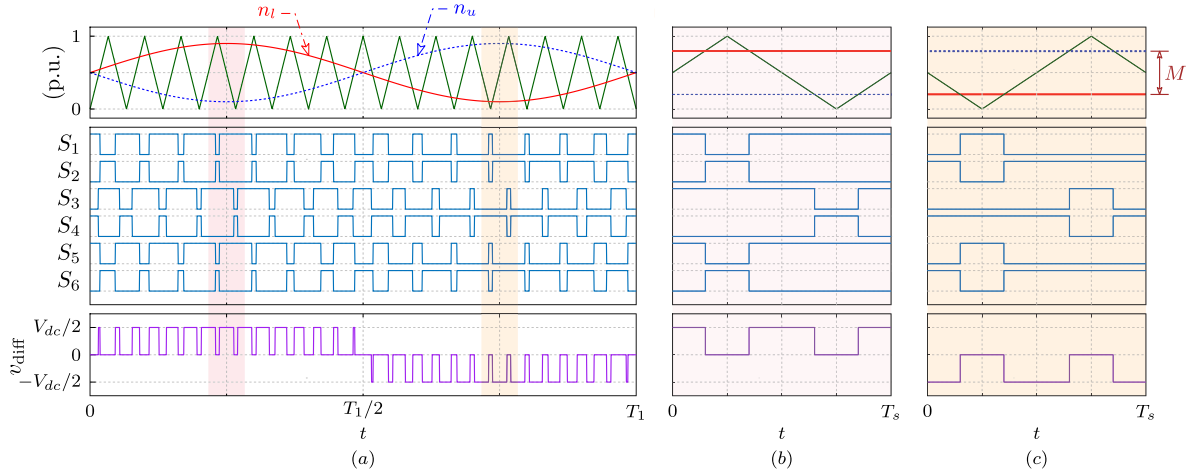 n_l
n_u
(p.u.)
1
0
M
S_1
S_2
S_3
S_4
S_5
S_6
v_diff
V_dc/2
0
−V_dc/2
0 T_1/2 T_1
t
(a)
T_s
t
(b)
0 T_s
t
(c)